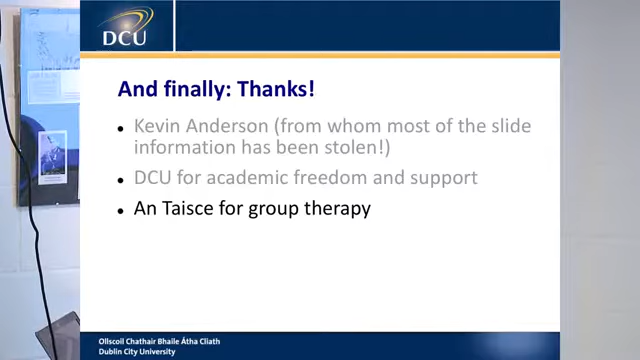 DCU
And finally: Thanks!
• Kevin Anderson (from whom most of the slide
information has been stolen!)
• DCU for academic freedom and support
• An Taisce for group therapy
Ollscoil Chathair Bhaile Átha Cliath
Dublin City University